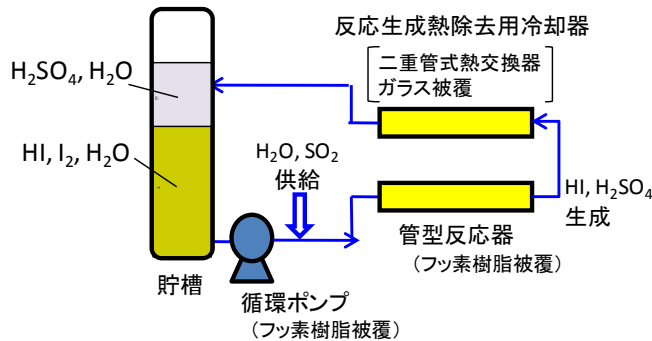 反応生成熱除去用冷却器
二重管式熱交換器
ガラス被覆
H₂SO₄, H₂O
HI, I₂, H₂O
H₂O, SO₂
供給
HI, H₂SO₄
生成
管型反応器
（フッ素樹脂被覆）
貯槽
循環ポンプ
（フッ素樹脂被覆）